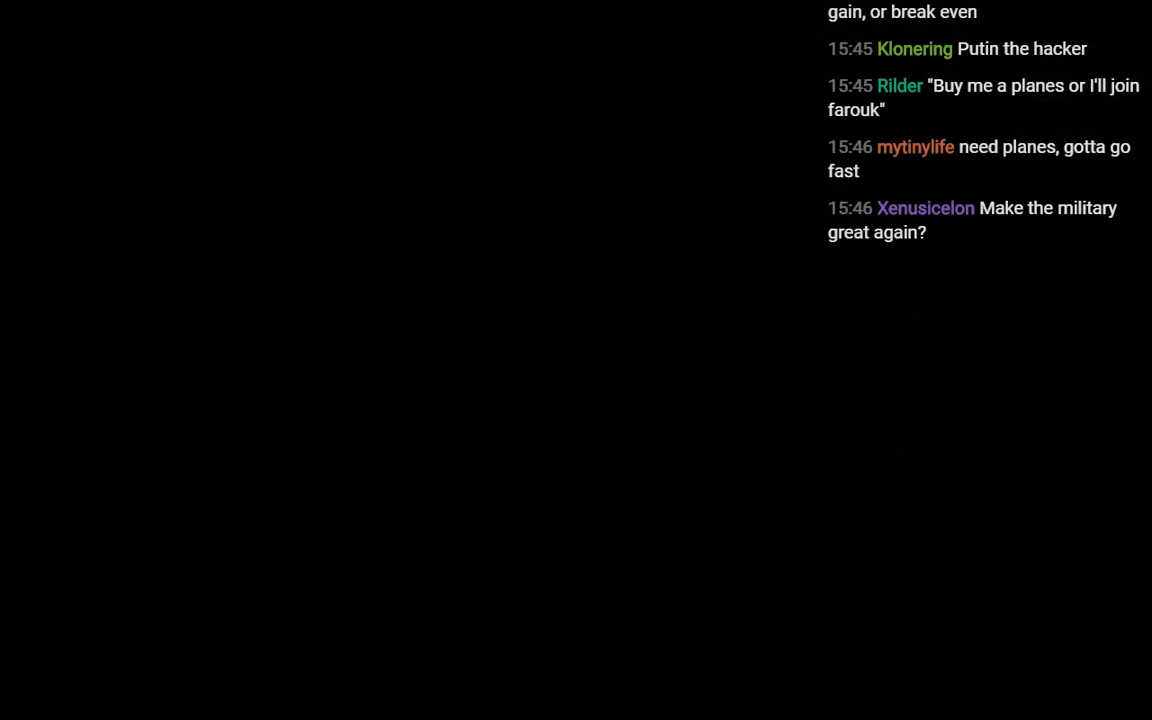 gain, or break even
15:45 Klonering Putin the hacker
15:45 Rilder "Buy me a planes or I'll join
farouk"
15:46 mytinylife need planes, gotta go
fast
15:46 Xenusicelon Make the military
great again?